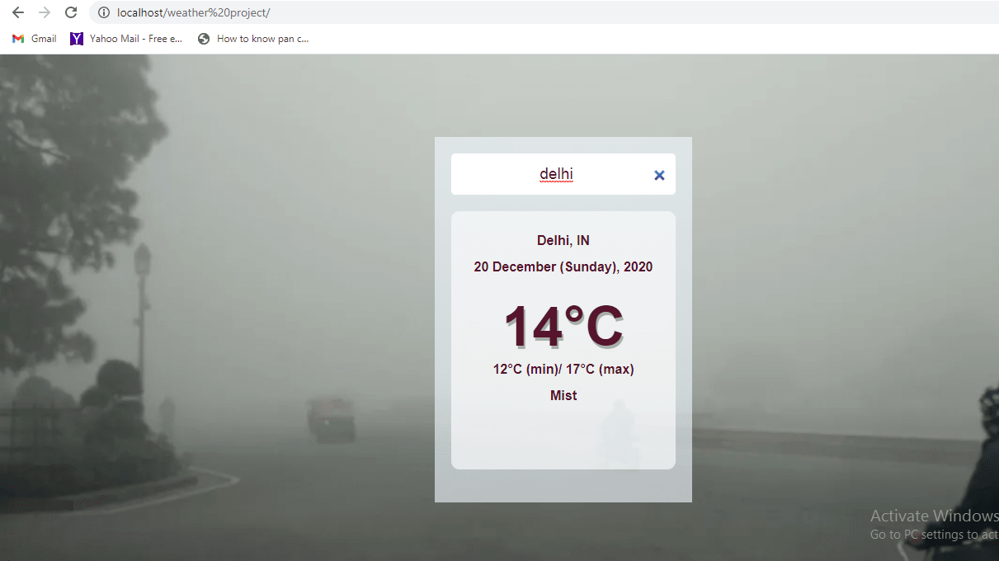 localhost/weather%20project/
Gmail
Yahoo Mail - Free e...
How to know pan c...
delhi
Delhi, IN
20 December (Sunday), 2020
14°C
12°C (min)/ 17°C (max)
Mist
Activate Windows
Go to PC settings to act